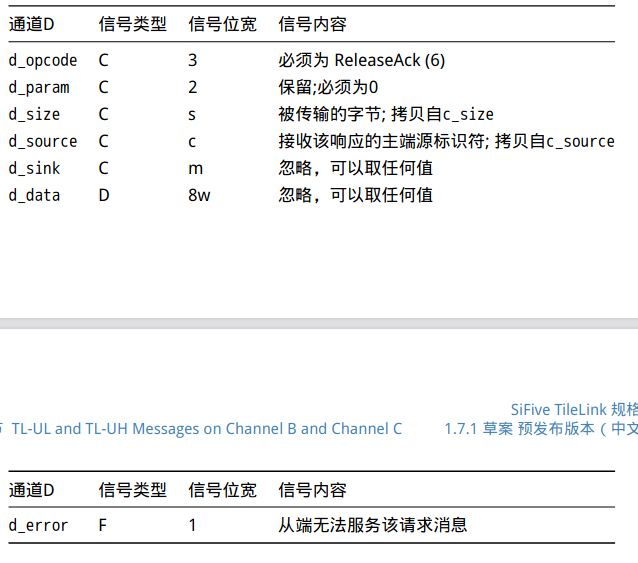 通道D 信号类型 信号位宽 信号内容
d_opcode C 3 必须为 ReleaseAck (6)
d_param C 2 保留;必须为0
d_size C s 被传输的字节; 拷贝自c_size
d_source C c 接收该响应的主端源标识符; 拷贝自c_source
d_sink C m 忽略，可以取任何值
d_data D 8w 忽略，可以取任何值
SiFive TileLink 规格
TL-UL and TL-UH Messages on Channel B and Channel C 1.7.1 草案 预发布版本（中文
通道D 信号类型 信号位宽 信号内容
d_error F 1 从端无法服务该请求消息